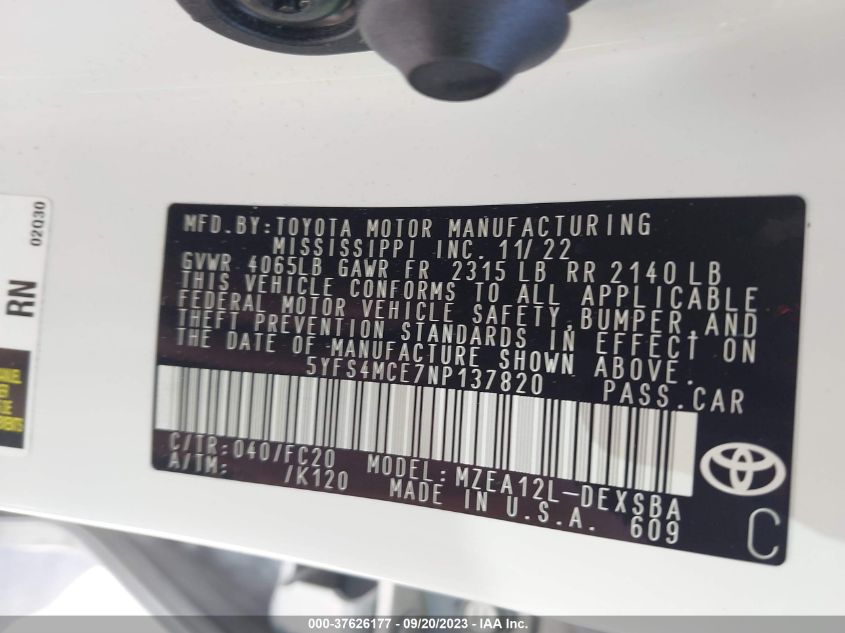 MFD.BY: TOYOTA MOTOR MANUFACTURING
MISSISSIPPI INC. 11/22
GVWR 4065LB GAWR FR 2315 LB RR 2140 LB
THIS VEHICLE CONFORMS TO ALL APPLICABLE
FEDERAL MOTOR VEHICLE SAFETY, BUMPER, AND
THEFT PREVENTION STANDARDS IN EFFECT ON
THE DATE OF MANUFACTURE SHOWN ABOVE.
5YFS4MCE7NP137820 PASS.CAR
C/TR: 040/FC20 MODEL: MZEA12L-DEXSBA
A/TM: /K120 MADE IN U.S.A. 609
C
RN 02030
000-37626177 - 09/20/2023 - IAA Inc.